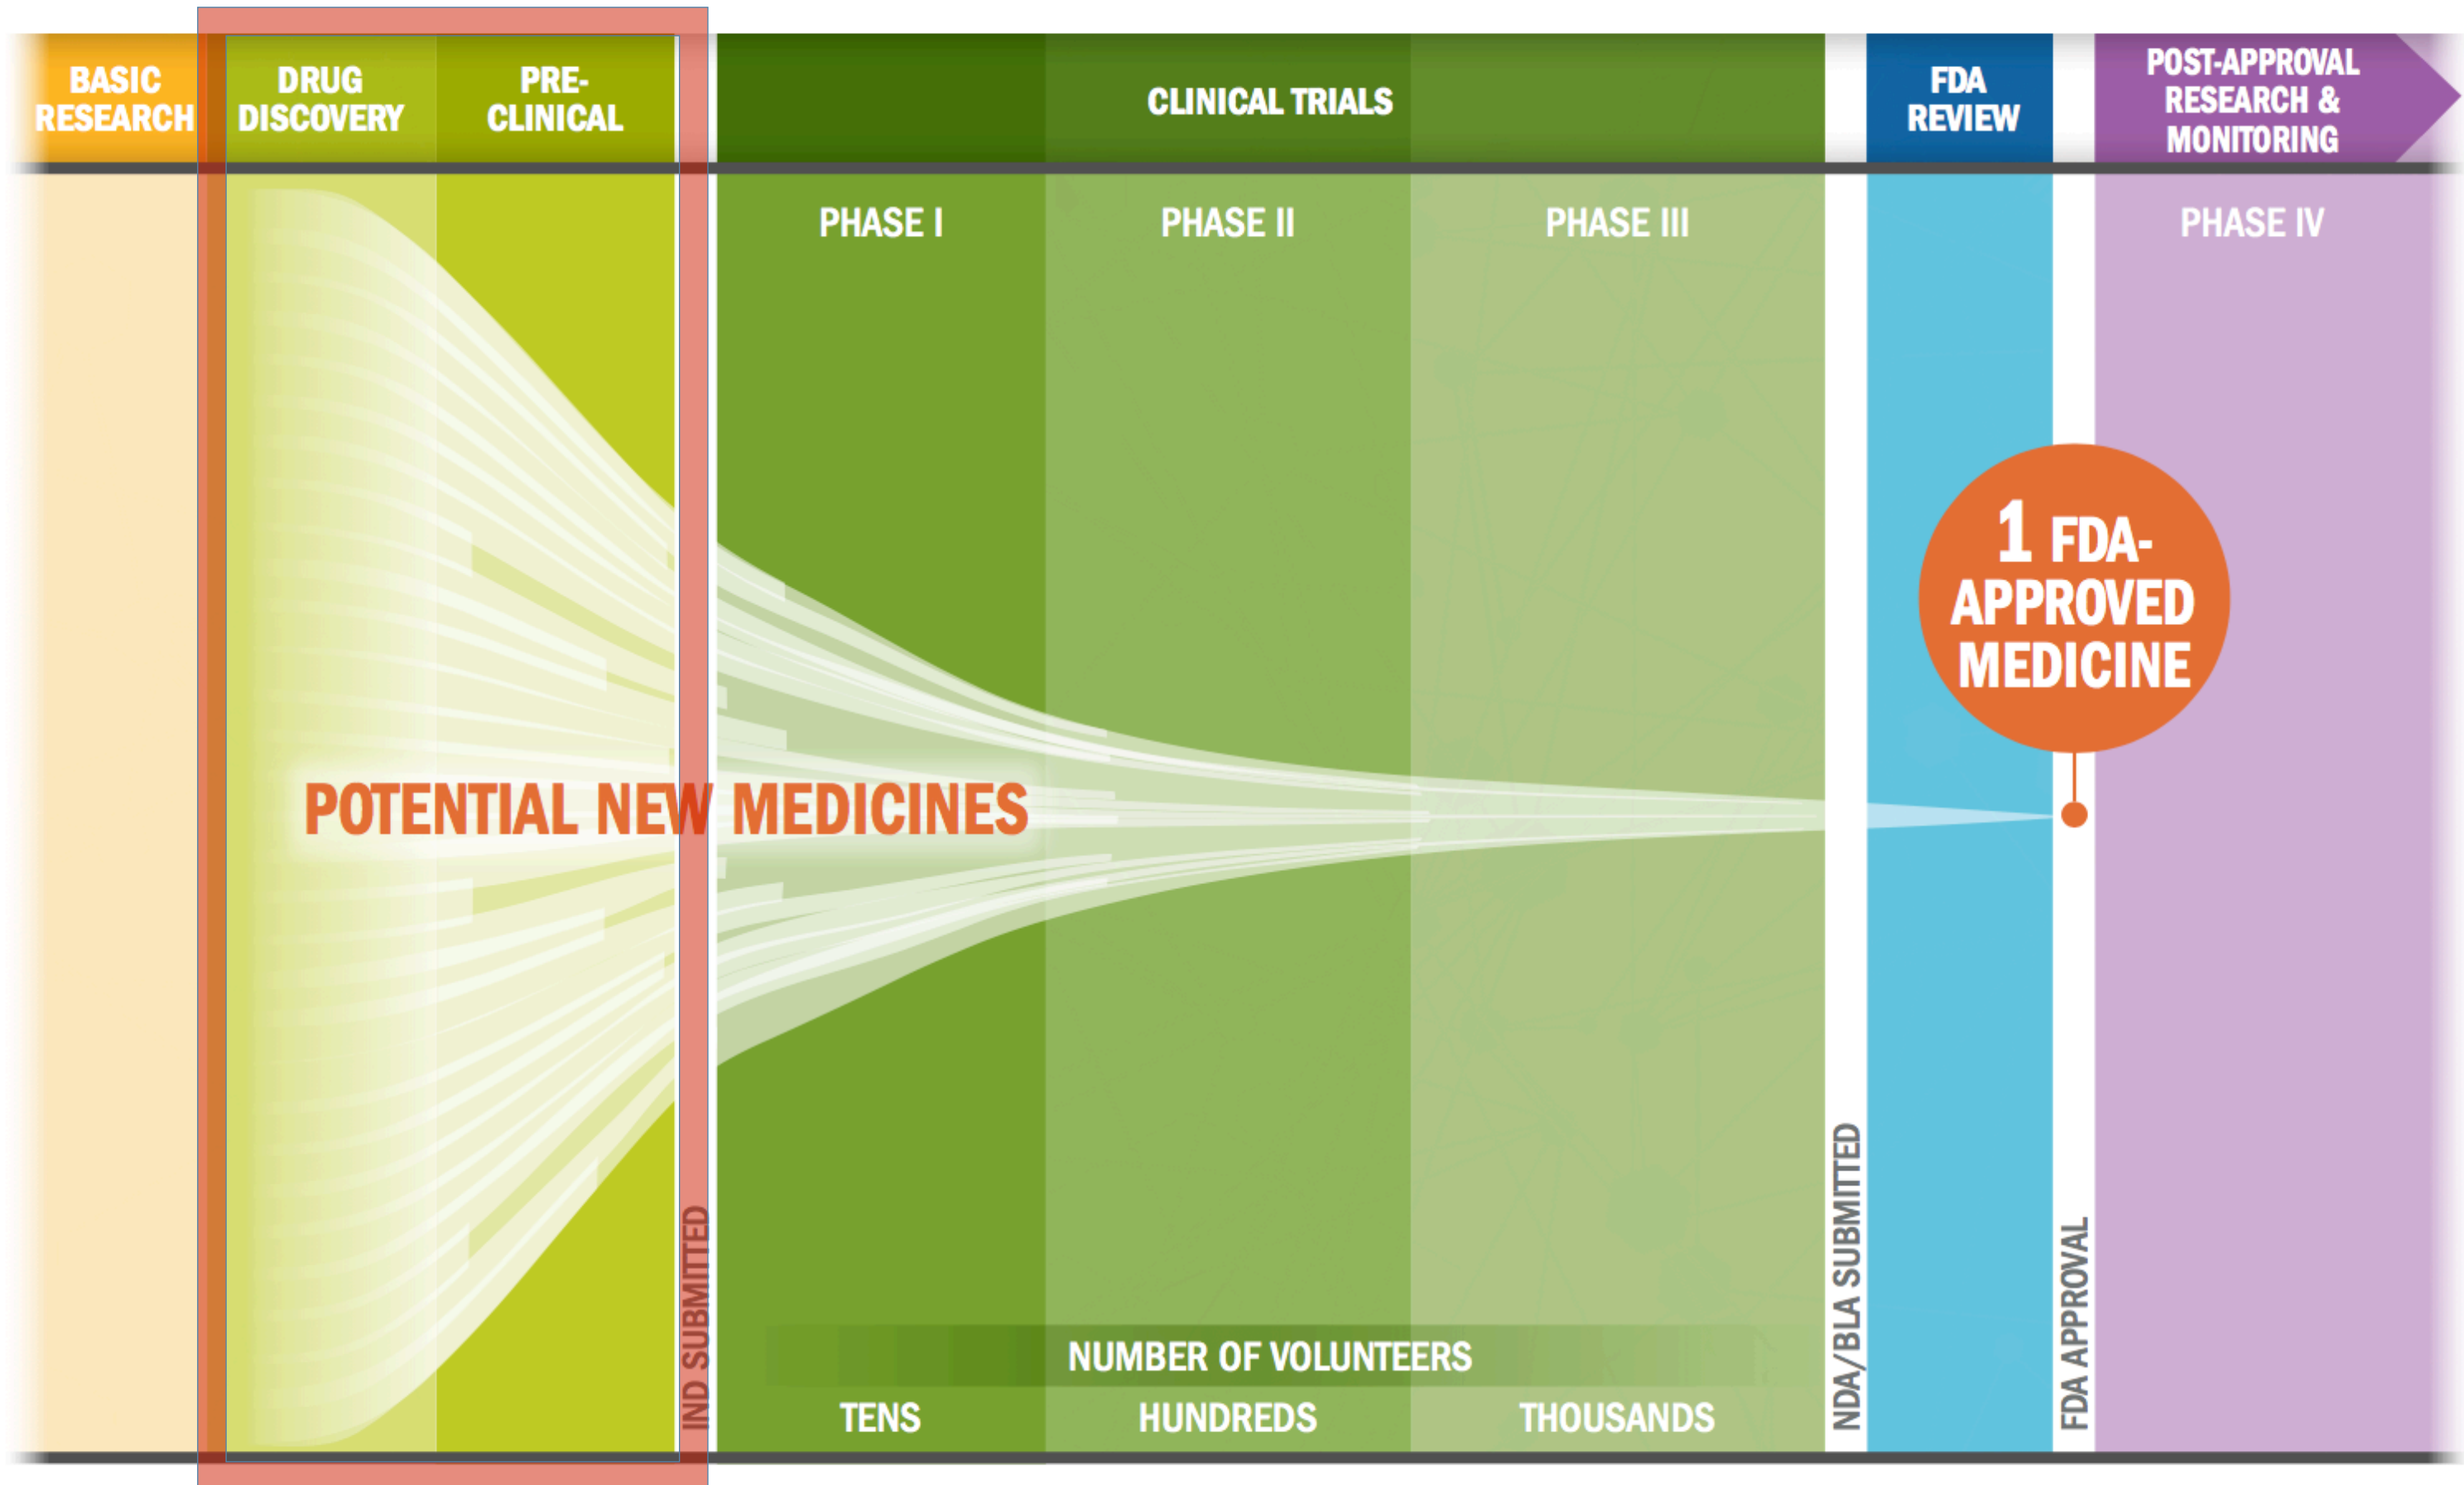 BASIC
RESEARCH
DRUG
DISCOVERY
PRE-
CLINICAL
CLINICAL TRIALS
FDA
REVIEW
POST-APPROVAL
RESEARCH &
MONITORING
PHASE I
PHASE II
PHASE III
PHASE IV
1 FDA-
APPROVED
MEDICINE
POTENTIAL NEW MEDICINES
IND SUBMITTED
NDA/BLA SUBMITTED
FDA APPROVAL
NUMBER OF VOLUNTEERS
TENS
HUNDREDS
THOUSANDS